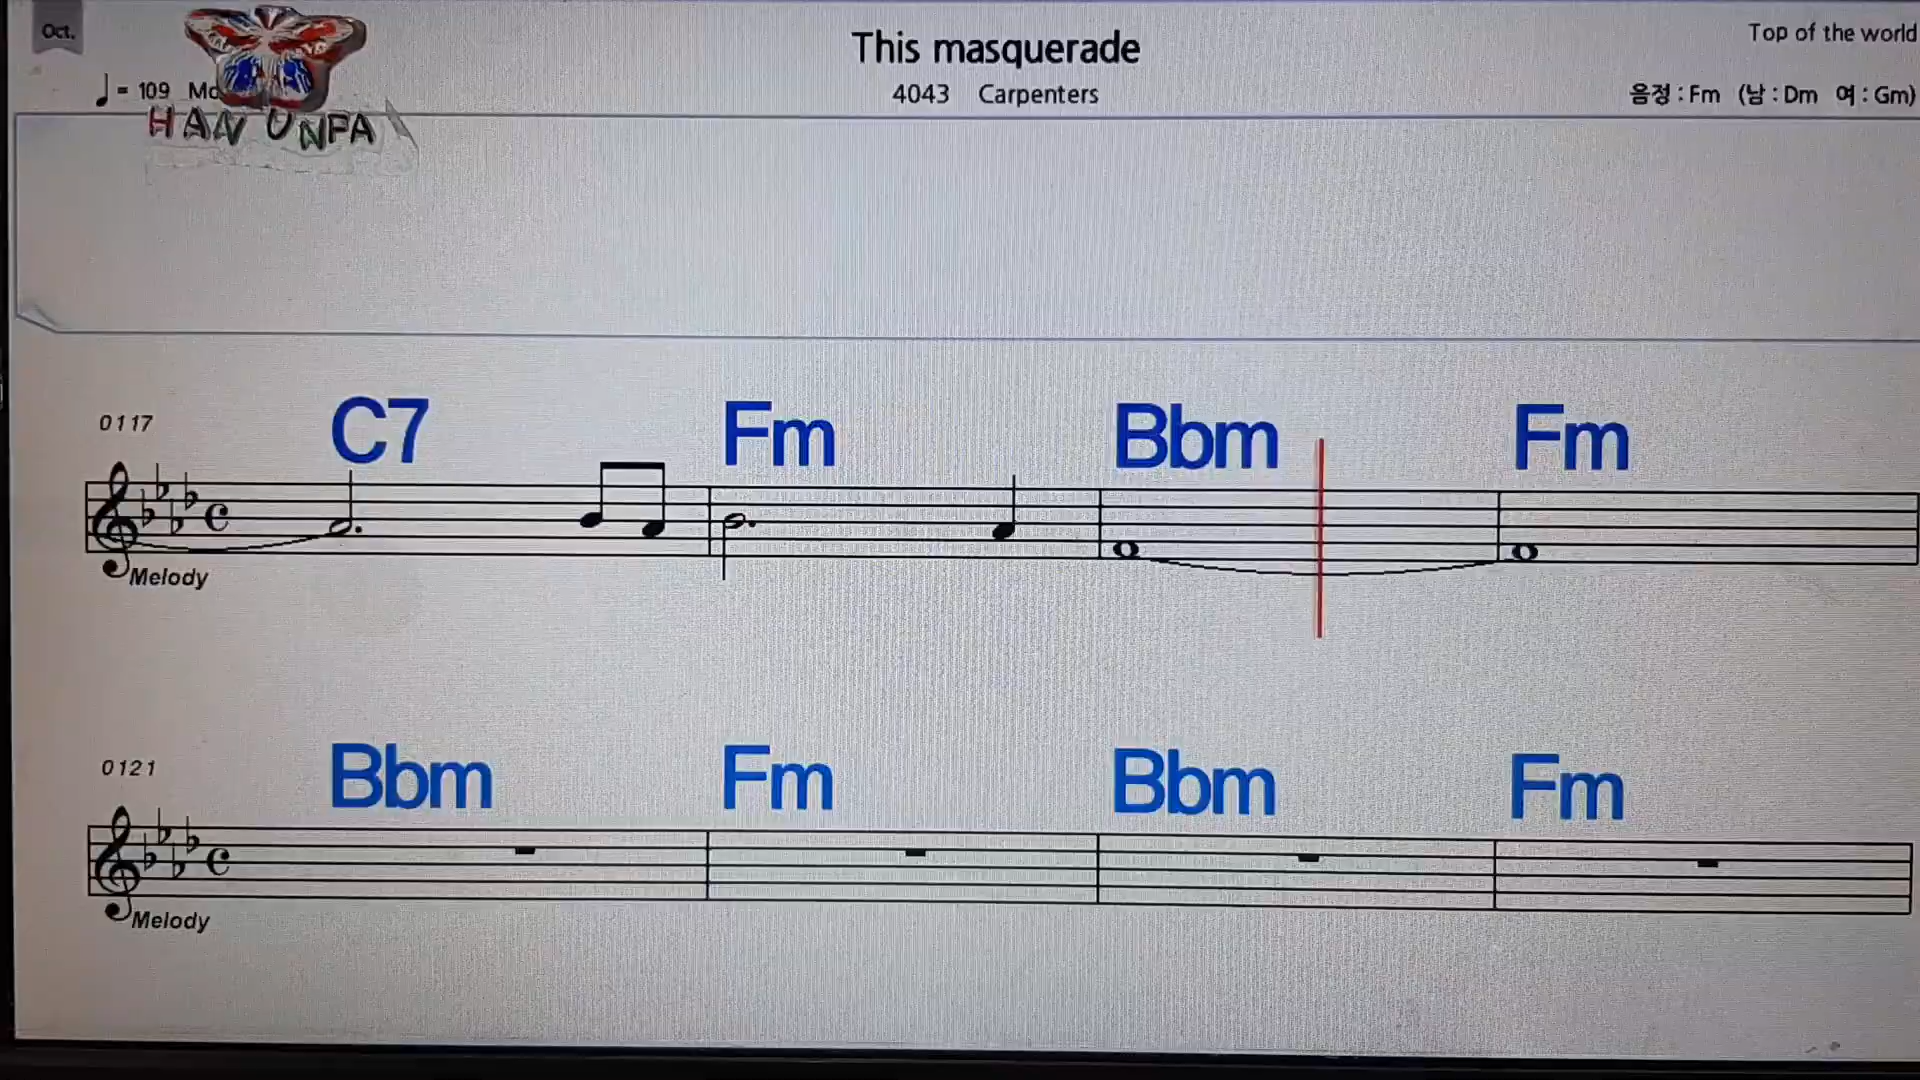 Oct.
This masquerade
Top of the world
= 109
4043 Carpenters
음정 : Fm (남 : Dm 여 : Gm)
HAN UNPA
0117
C7 Fm Bbm Fm
Melody
0121
Bbm Fm Bbm Fm
Melody